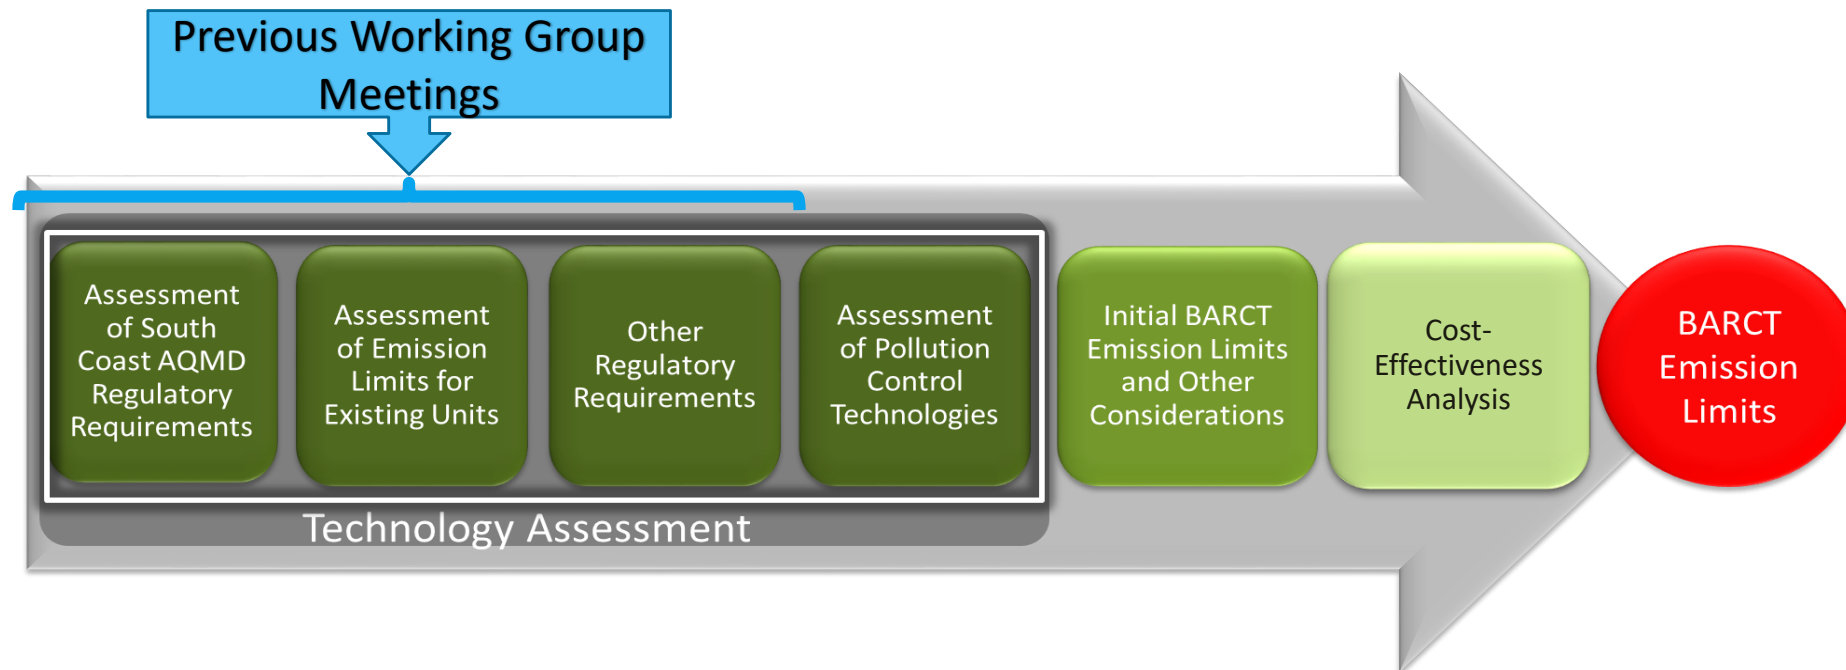 Previous Working Group
Meetings
Assessment
of South
Coast AQMD
Regulatory
Requirements
Assessment
of Emission
Limits for
Existing Units
Other
Regulatory
Requirements
Assessment
of Pollution
Control
Technologies
Initial BARCT
Emission Limits
and Other
Considerations
Cost-
Effectiveness
Analysis
BARCT
Emission
Limits
Technology Assessment